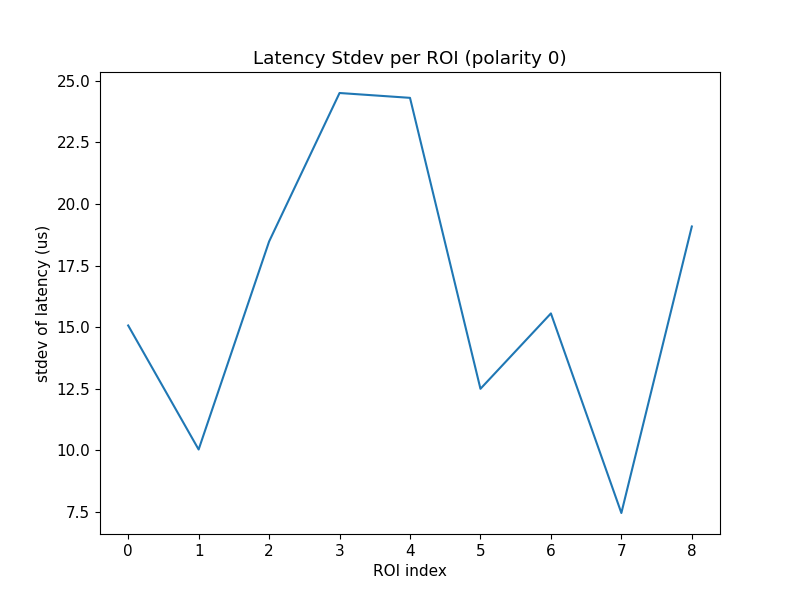 Latency Stdev per ROI (polarity 0)
stdev of latency (us)
25.0
22.5
20.0
17.5
15.0
12.5
10.0
7.5
0 1 2 3 4 5 6 7 8
ROI index